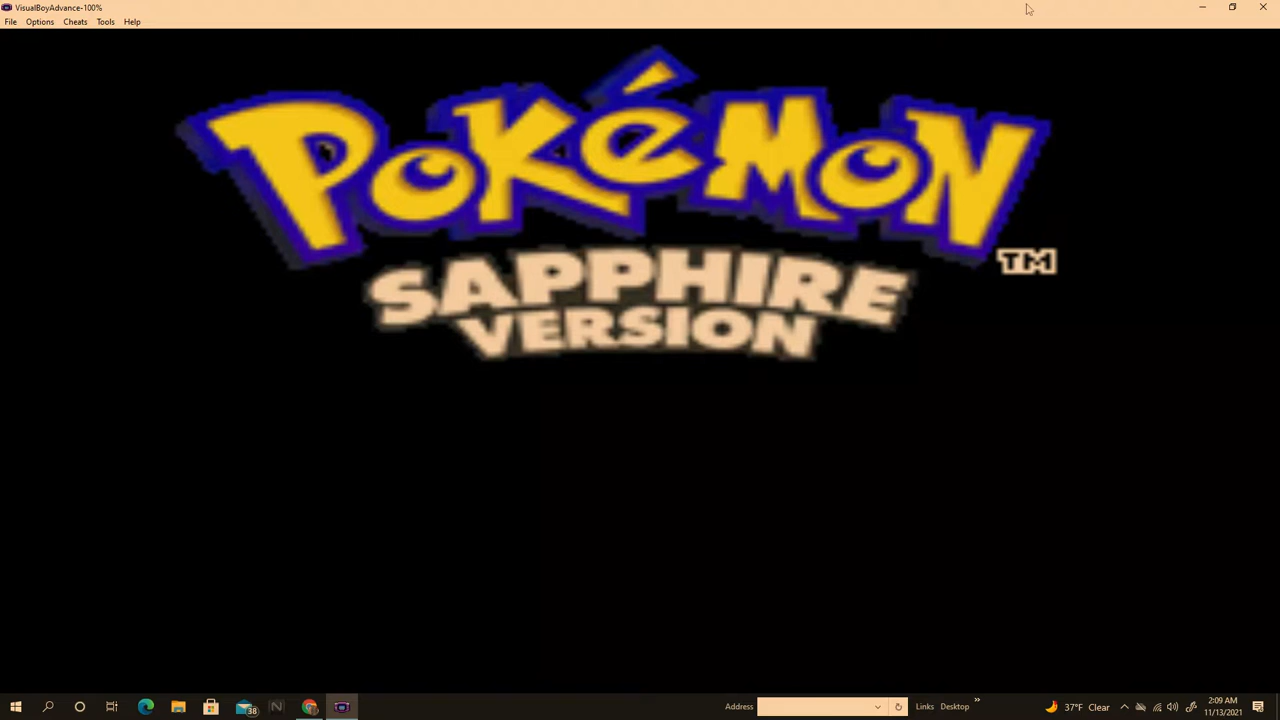 VisualBoyAdvance-100%
File Options Cheats Tools Help
POKéMON
TM
SAPPHIRE
VERSION
38
Address
Links Desktop
37°F Clear
2:09 AM
11/13/2021